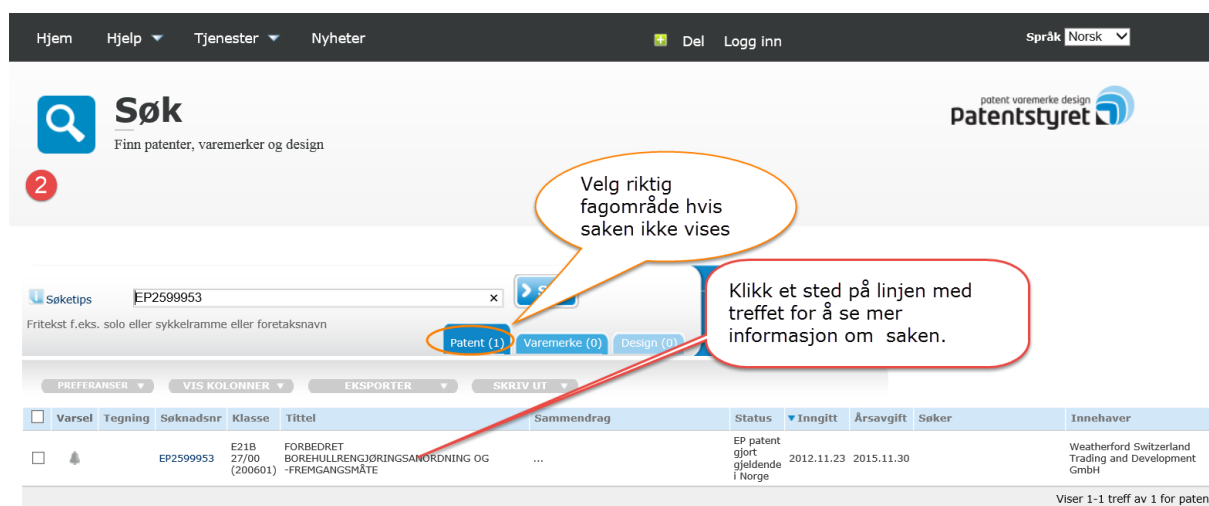 Hjem Hjelp Tjenester Nyheter Del Logg inn Språk Norsk
Søk
Finn patenter, varemerker og design
patent varemerke design
Patentstyret
2
Velg riktig
fagområde hvis
saken ikke vises
Søketips EP2599953 ×
Fritekst f.eks. solo eller sykkelramme eller foretaksnavn
Patent (1) Varemerke (0) Design (0)
Klikk et sted på linjen med
treffet for å se mer
informasjon om saken.
PREFERANSER VIS KOLONNER EKSPORTER SKRIV UT
Varsel Tegning Søknadsnr Klasse Tittel Sammendrag Status Inngitt Årsavgift Søker Innehaver
EP2599953
E21B
27/00
(200601)
FORBEDRET
BOREHULLRENGJØRINGSANORDNING OG
-FREMGANGSMÅTE
...
EP patent
gjort
gjeldende
i Norge
2012.11.23 2015.11.30
Weatherford Switzerland
Trading and Development
GmbH
Viser 1-1 treff av 1 for paten